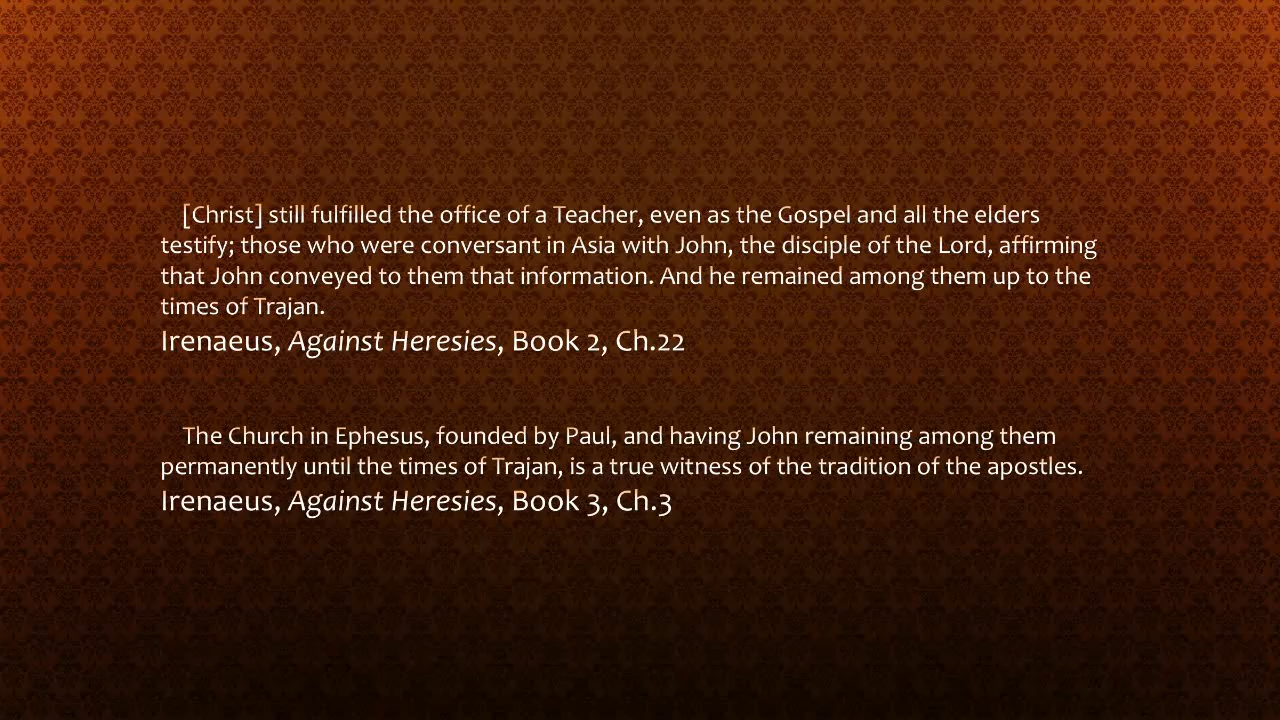 [Christ] still fulfilled the office of a Teacher, even as the Gospel and all the elders
testify; those who were conversant in Asia with John, the disciple of the Lord, affirming
that John conveyed to them that information. And he remained among them up to the
times of Trajan.
Irenaeus, Against Heresies, Book 2, Ch.22
The Church in Ephesus, founded by Paul, and having John remaining among them
permanently until the times of Trajan, is a true witness of the tradition of the apostles.
Irenaeus, Against Heresies, Book 3, Ch.3